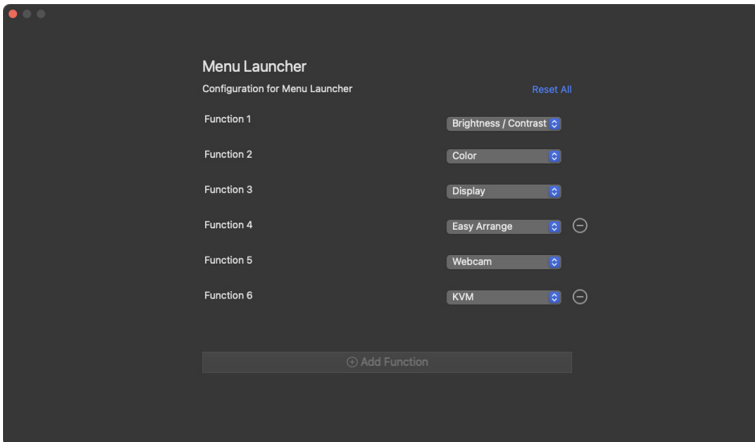 Menu Launcher
Configuration for Menu Launcher Reset All
Function 1 Brightness / Contrast
Function 2 Color
Function 3 Display
Function 4 Easy Arrange
Function 5 Webcam
Function 6 KVM
Add Function